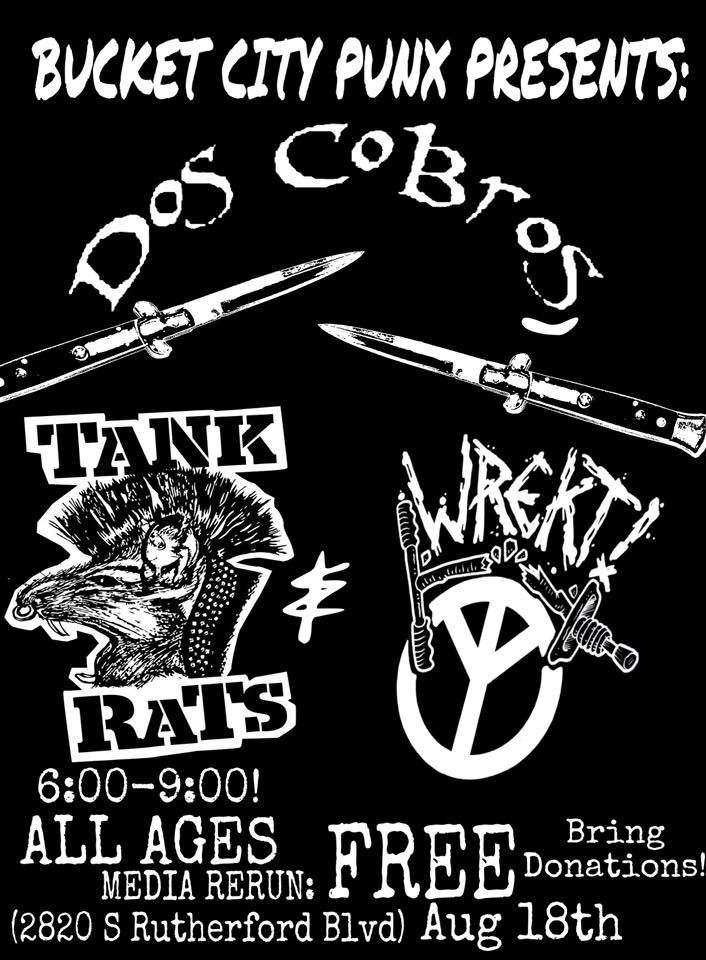 BUCKET CITY PUNX PRESENTS:
Dos CoBros
TANK
RATS
&
WREKT!
6:00-9:00!
ALL AGES
FREE
Bring
Donations!
MEDIA RERUN:
(2820 S Rutherford Blvd)
Aug 18th